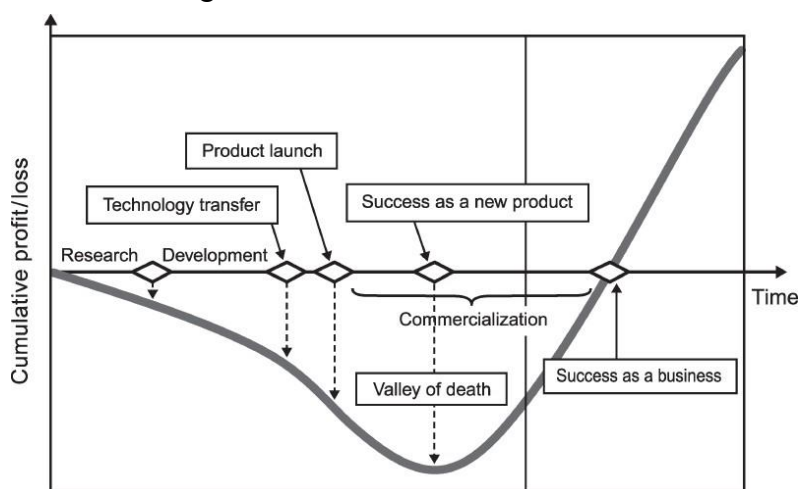 Product launch
Technology transfer
Success as a new product
Research
Development
Time
Commercialization
Cumulative profit/loss
Valley of death
Success as a business